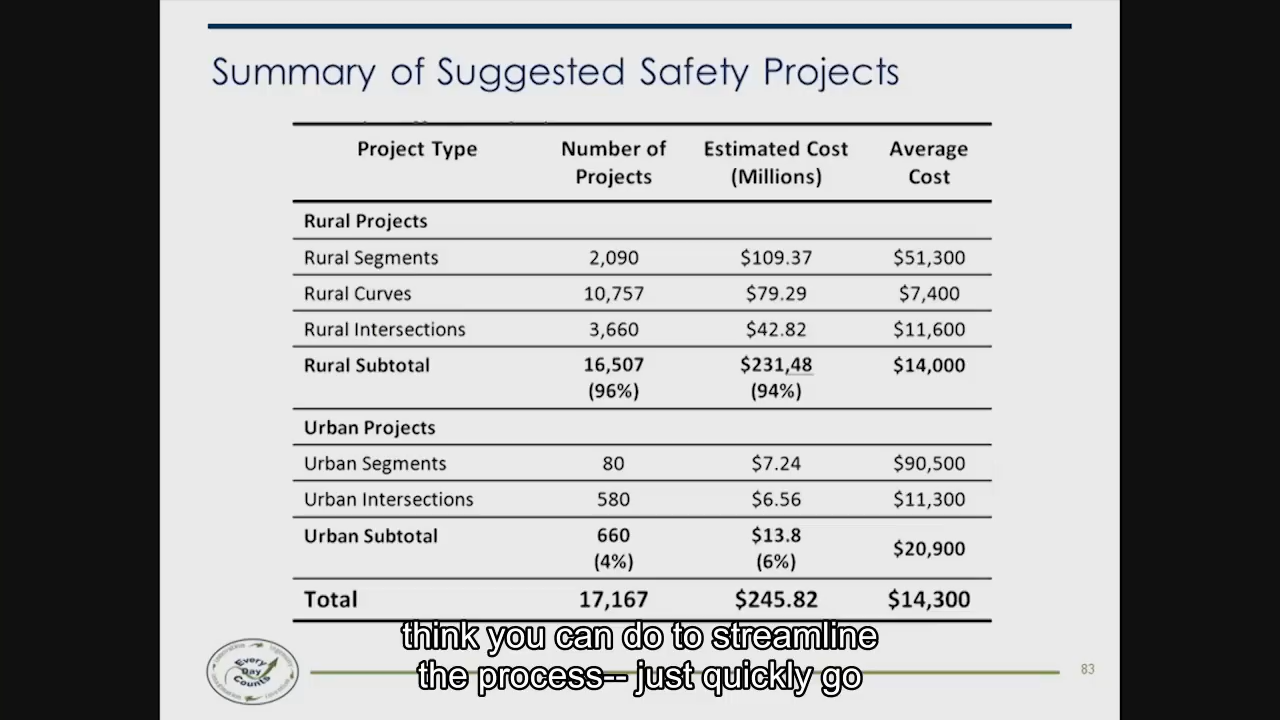 Summary of Suggested Safety Projects
Project Type Number of Projects Estimated Cost (Millions) Average Cost
Rural Projects
Rural Segments 2,090 $109.37 $51,300
Rural Curves 10,757 $79.29 $7,400
Rural Intersections 3,660 $42.82 $11,600
Rural Subtotal 16,507 (96%) $231,48 (94%) $14,000
Urban Projects
Urban Segments 80 $7.24 $90,500
Urban Intersections 580 $6.56 $11,300
Urban Subtotal 660 (4%) $13.8 (6%) $20,900
Total 17,167 $245.82 $14,300
think you can do to streamline
the process-- just quickly go
Every
Day
Counts
83